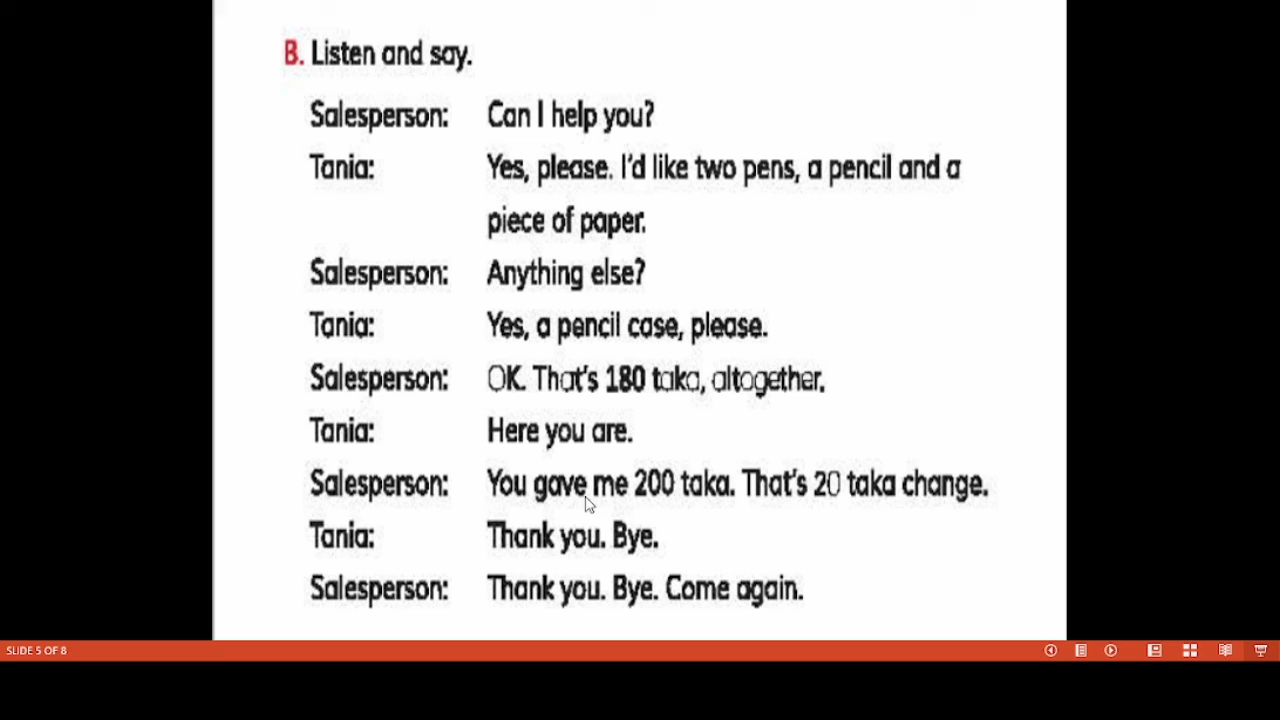 B. Listen and say.
Salesperson: Can I help you?
Tania: Yes, please. I'd like two pens, a pencil and a
piece of paper.
Salesperson: Anything else?
Tania: Yes, a pencil case, please.
Salesperson: OK. That's 180 taka, altogether.
Tania: Here you are.
Salesperson: You gave me 200 taka. That's 20 taka change.
Tania: Thank you. Bye.
Salesperson: Thank you. Bye. Come again.
SLIDE 5 OF 8